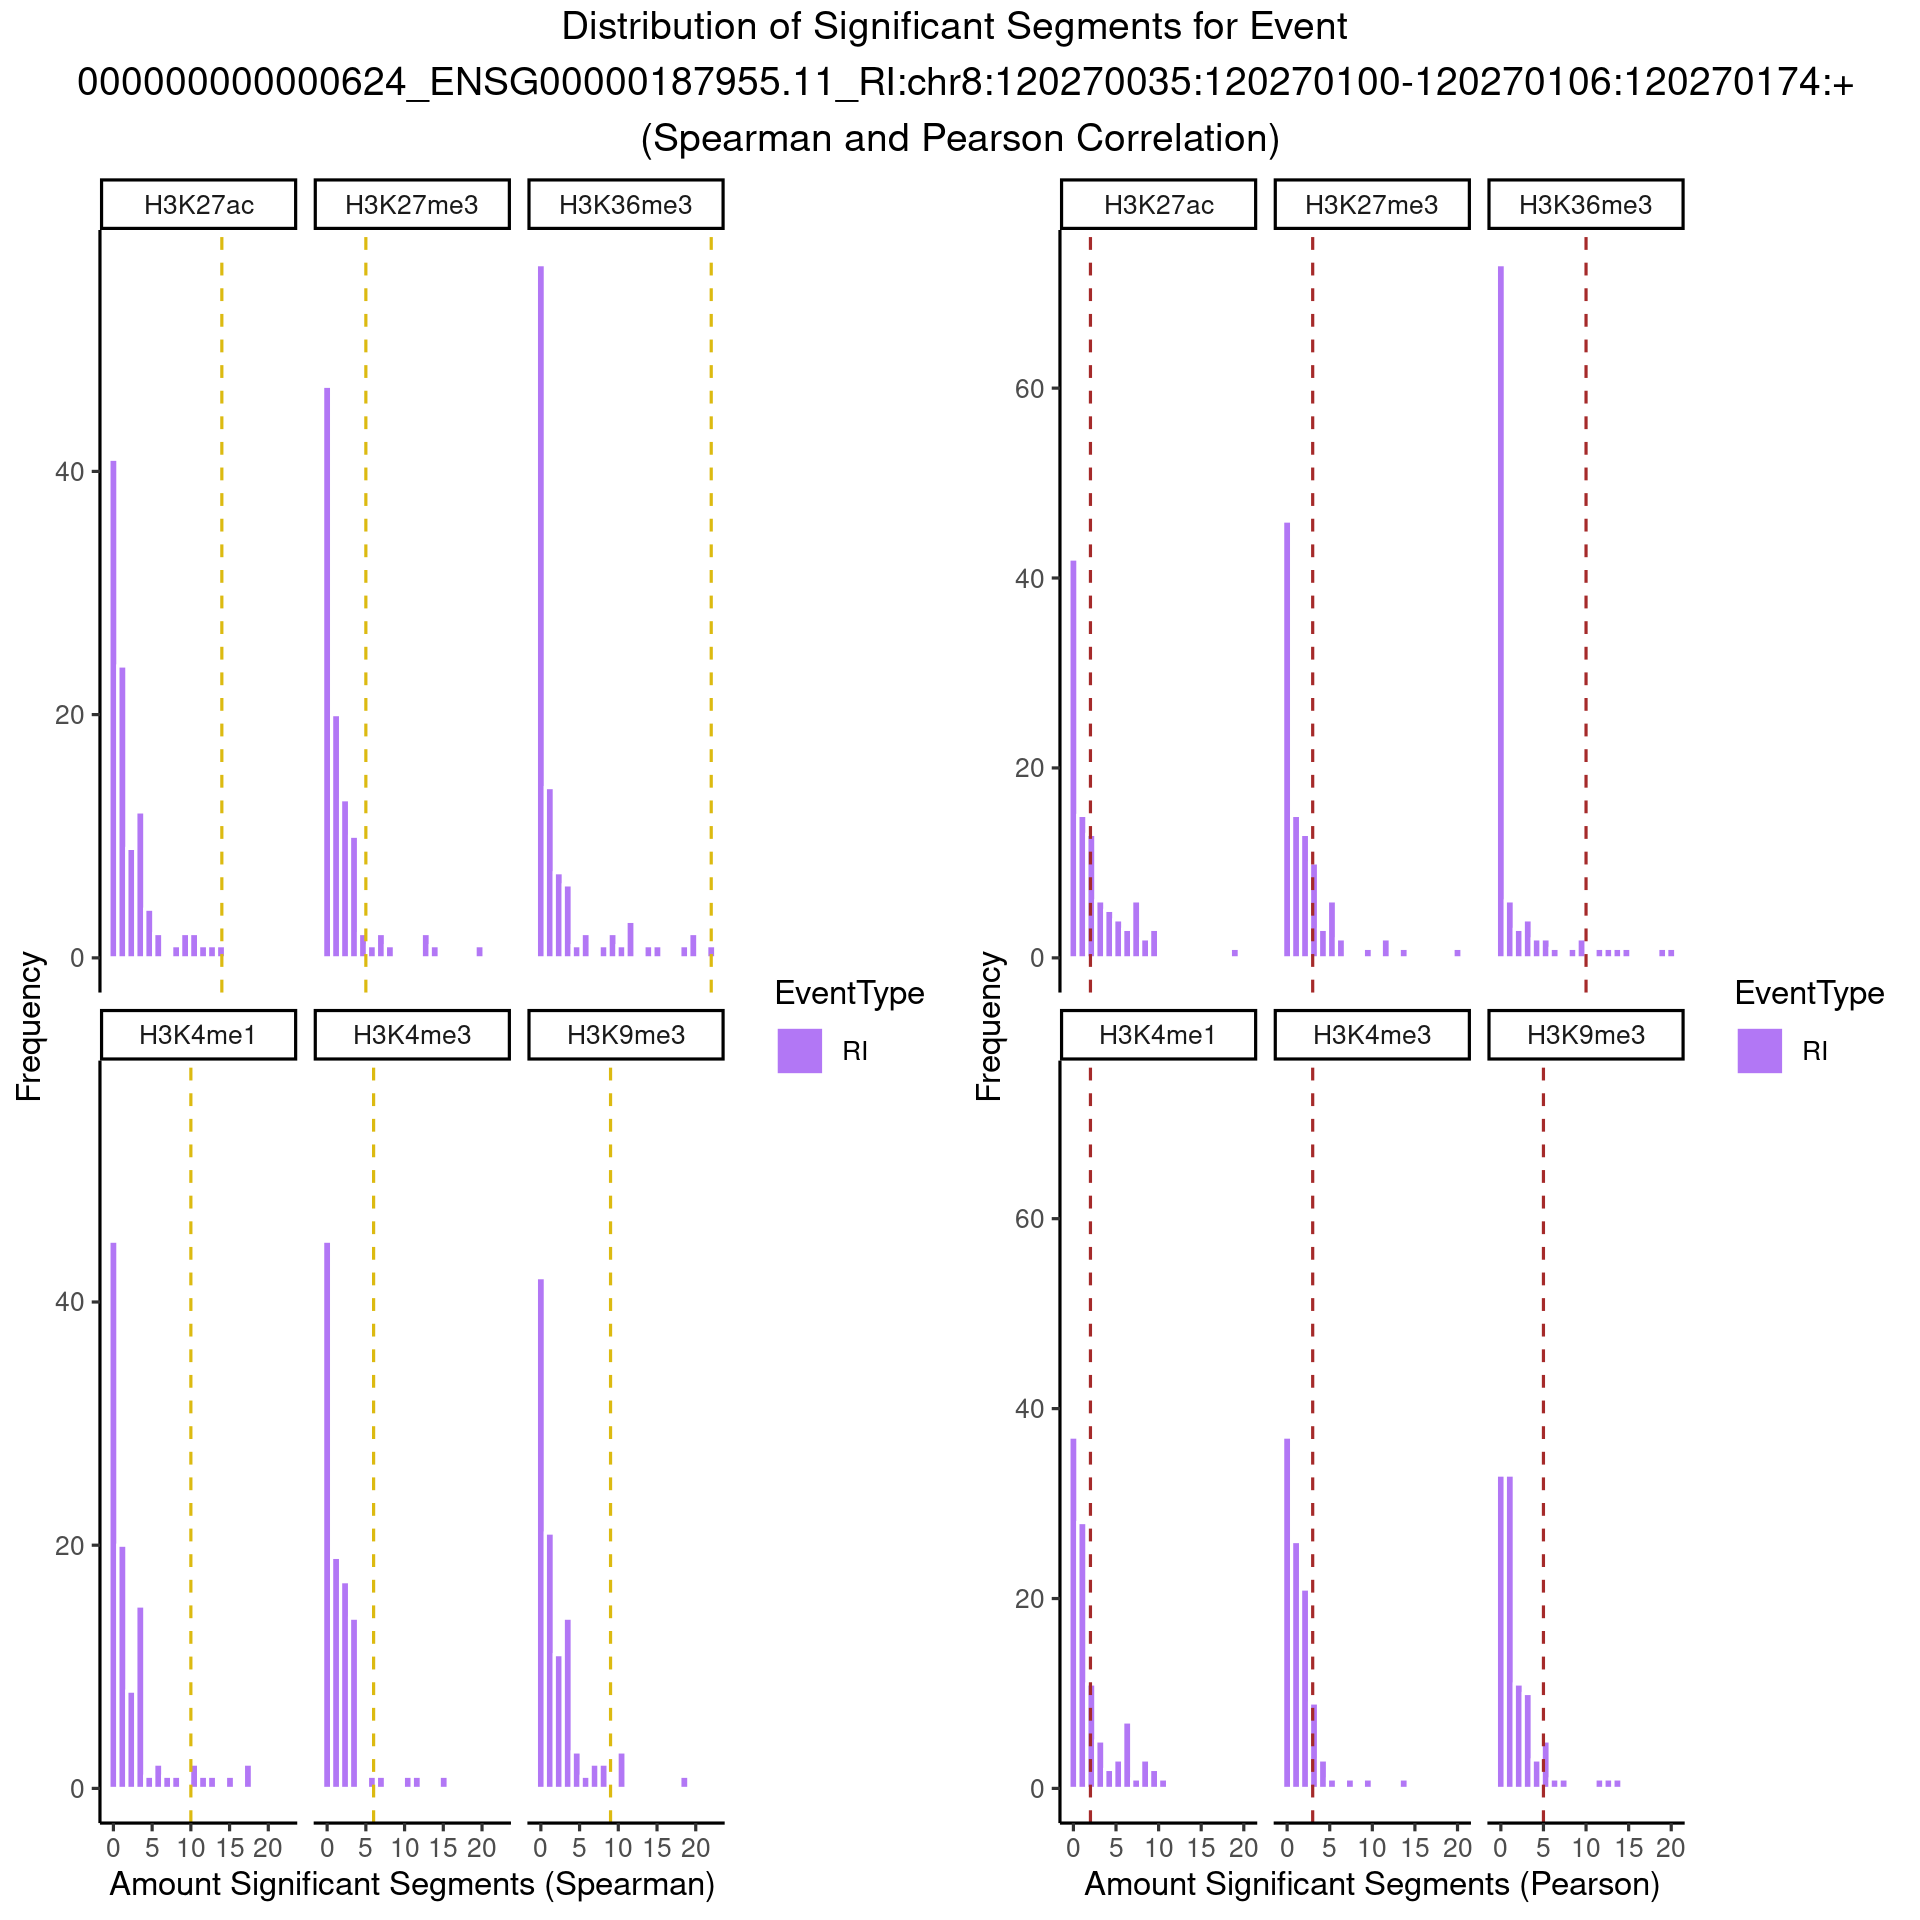 Distribution of Significant Segments for Event
000000000000624_ENSG00000187955.11_RI:chr8:120270035:120270100-120270106:120270174:+
(Spearman and Pearson Correlation)
H3K27ac H3K27me3 H3K36me3
40
20
0
H3K4me1 H3K4me3 H3K9me3
40
20
0
0 5 10 15 20 0 5 10 15 20 0 5 10 15 20
Frequency
Amount Significant Segments (Spearman)
EventType
RI
H3K27ac H3K27me3 H3K36me3
60
40
20
0
H3K4me1 H3K4me3 H3K9me3
60
40
20
0
0 5 10 15 20 0 5 10 15 20 0 5 10 15 20
Frequency
Amount Significant Segments (Pearson)
EventType
RI